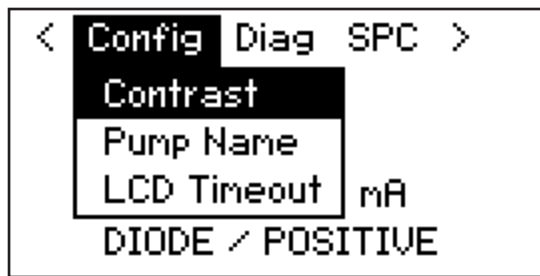 < Config Diag SPC >
Contrast
Pump Name
LCD Timeout mA
DIODE / POSITIVE